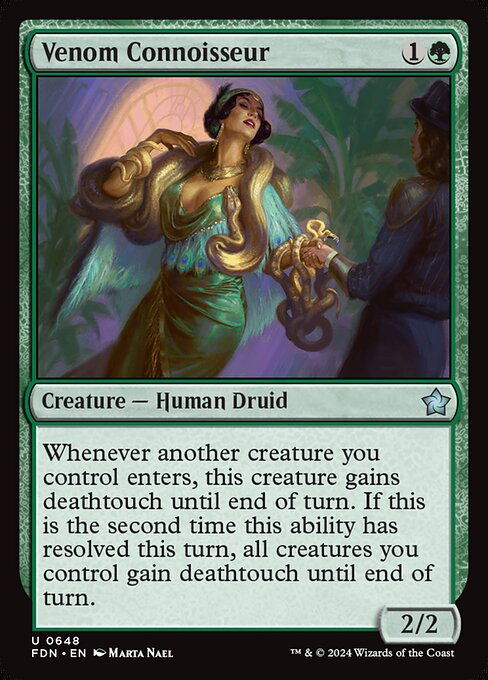 Venom Connoisseur 1
Creature — Human Druid
Whenever another creature you
control enters, this creature gains
deathtouch until end of turn. If this
is the second time this ability has
resolved this turn, all creatures you
control gain deathtouch until end of
turn.
2/2
U 0648
FDN • EN Marta Nael
™ & © 2024 Wizards of the Coast